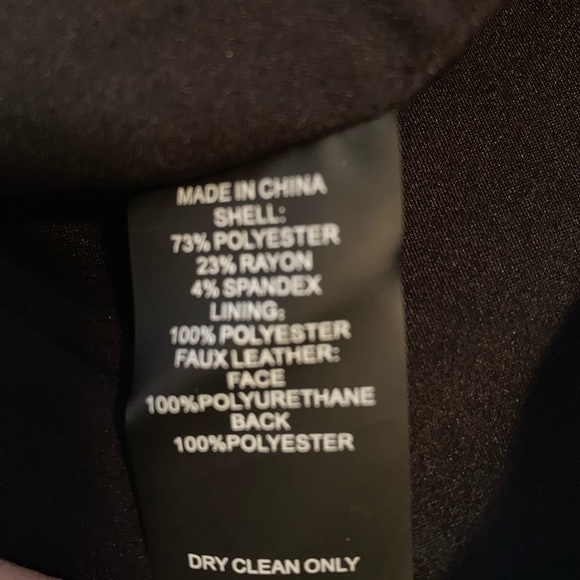 MADE IN CHINA
SHELL:
73% POLYESTER
23% RAYON
4% SPANDEX
LINING:
100% POLYESTER
FAUX LEATHER:
FACE
100%POLYURETHANE
BACK
100%POLYESTER
DRY CLEAN ONLY